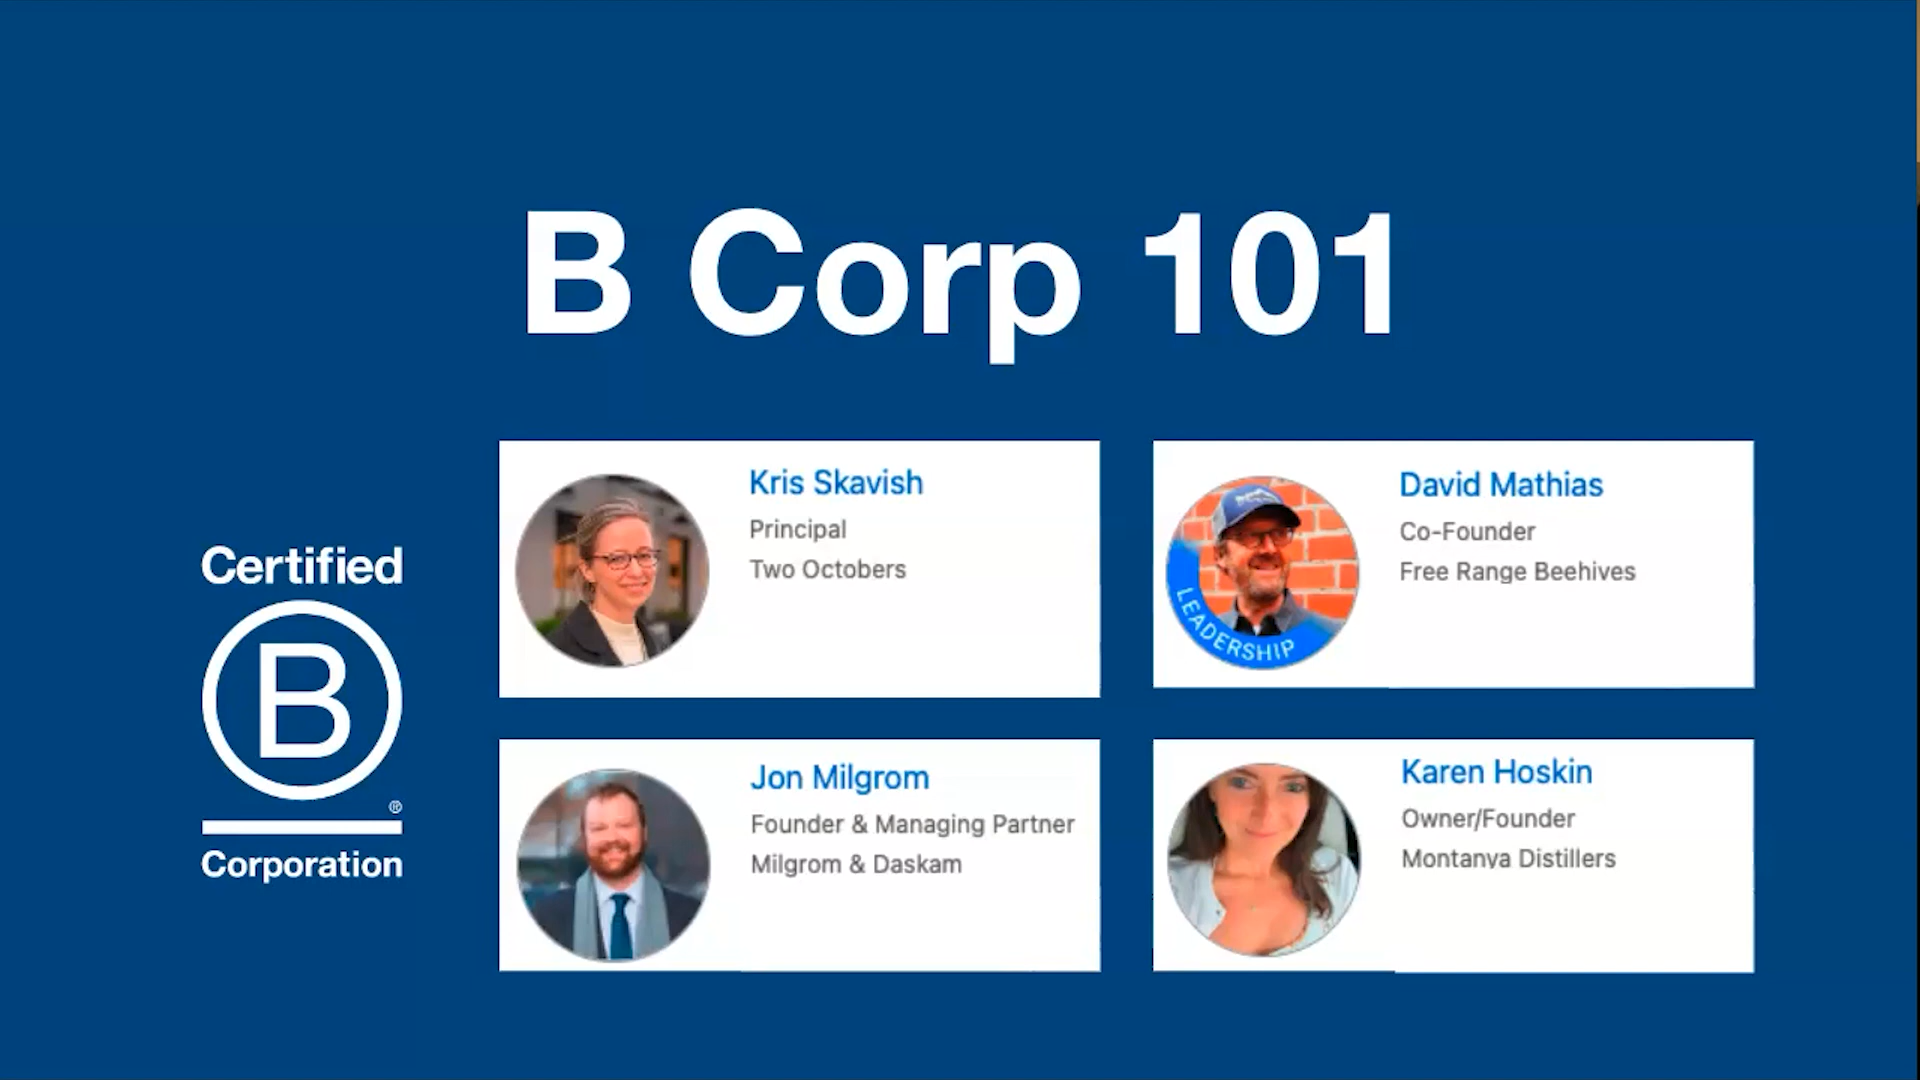 B Corp 101
Certified
B
®
Corporation
Kris Skavish
Principal
Two Octobers
David Mathias
Co-Founder
Free Range Beehives
LEADERSHIP
Jon Milgrom
Founder & Managing Partner
Milgrom & Daskam
Karen Hoskin
Owner/Founder
Montanya Distillers